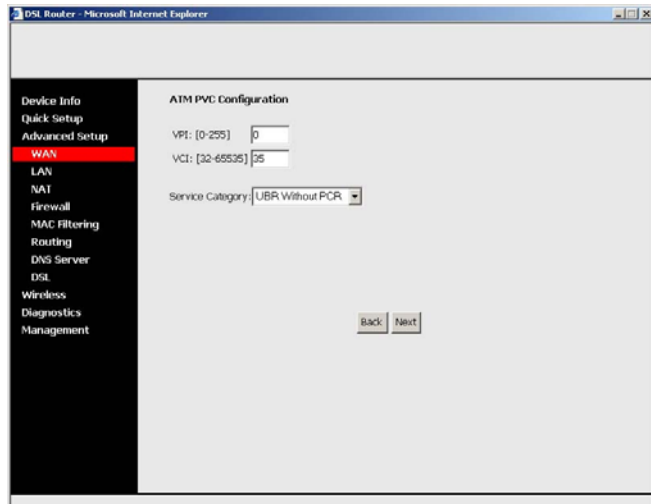 DSL Router - Microsoft Internet Explorer
Device Info
Quick Setup
Advanced Setup
WAN
LAN
NAT
Firewall
MAC Filtering
Routing
DNS Server
DSL
Wireless
Diagnostics
Management
ATM PVC Configuration
VPI: [0-255] 0
VCI: [32-65535] 35
Service Category: UBR Without PCR
Back Next